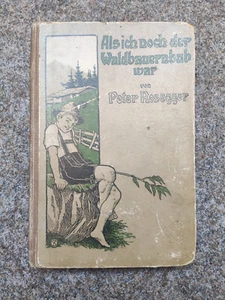 Als ich noch der
Waldbauernbub
war
von
Peter Rosegger